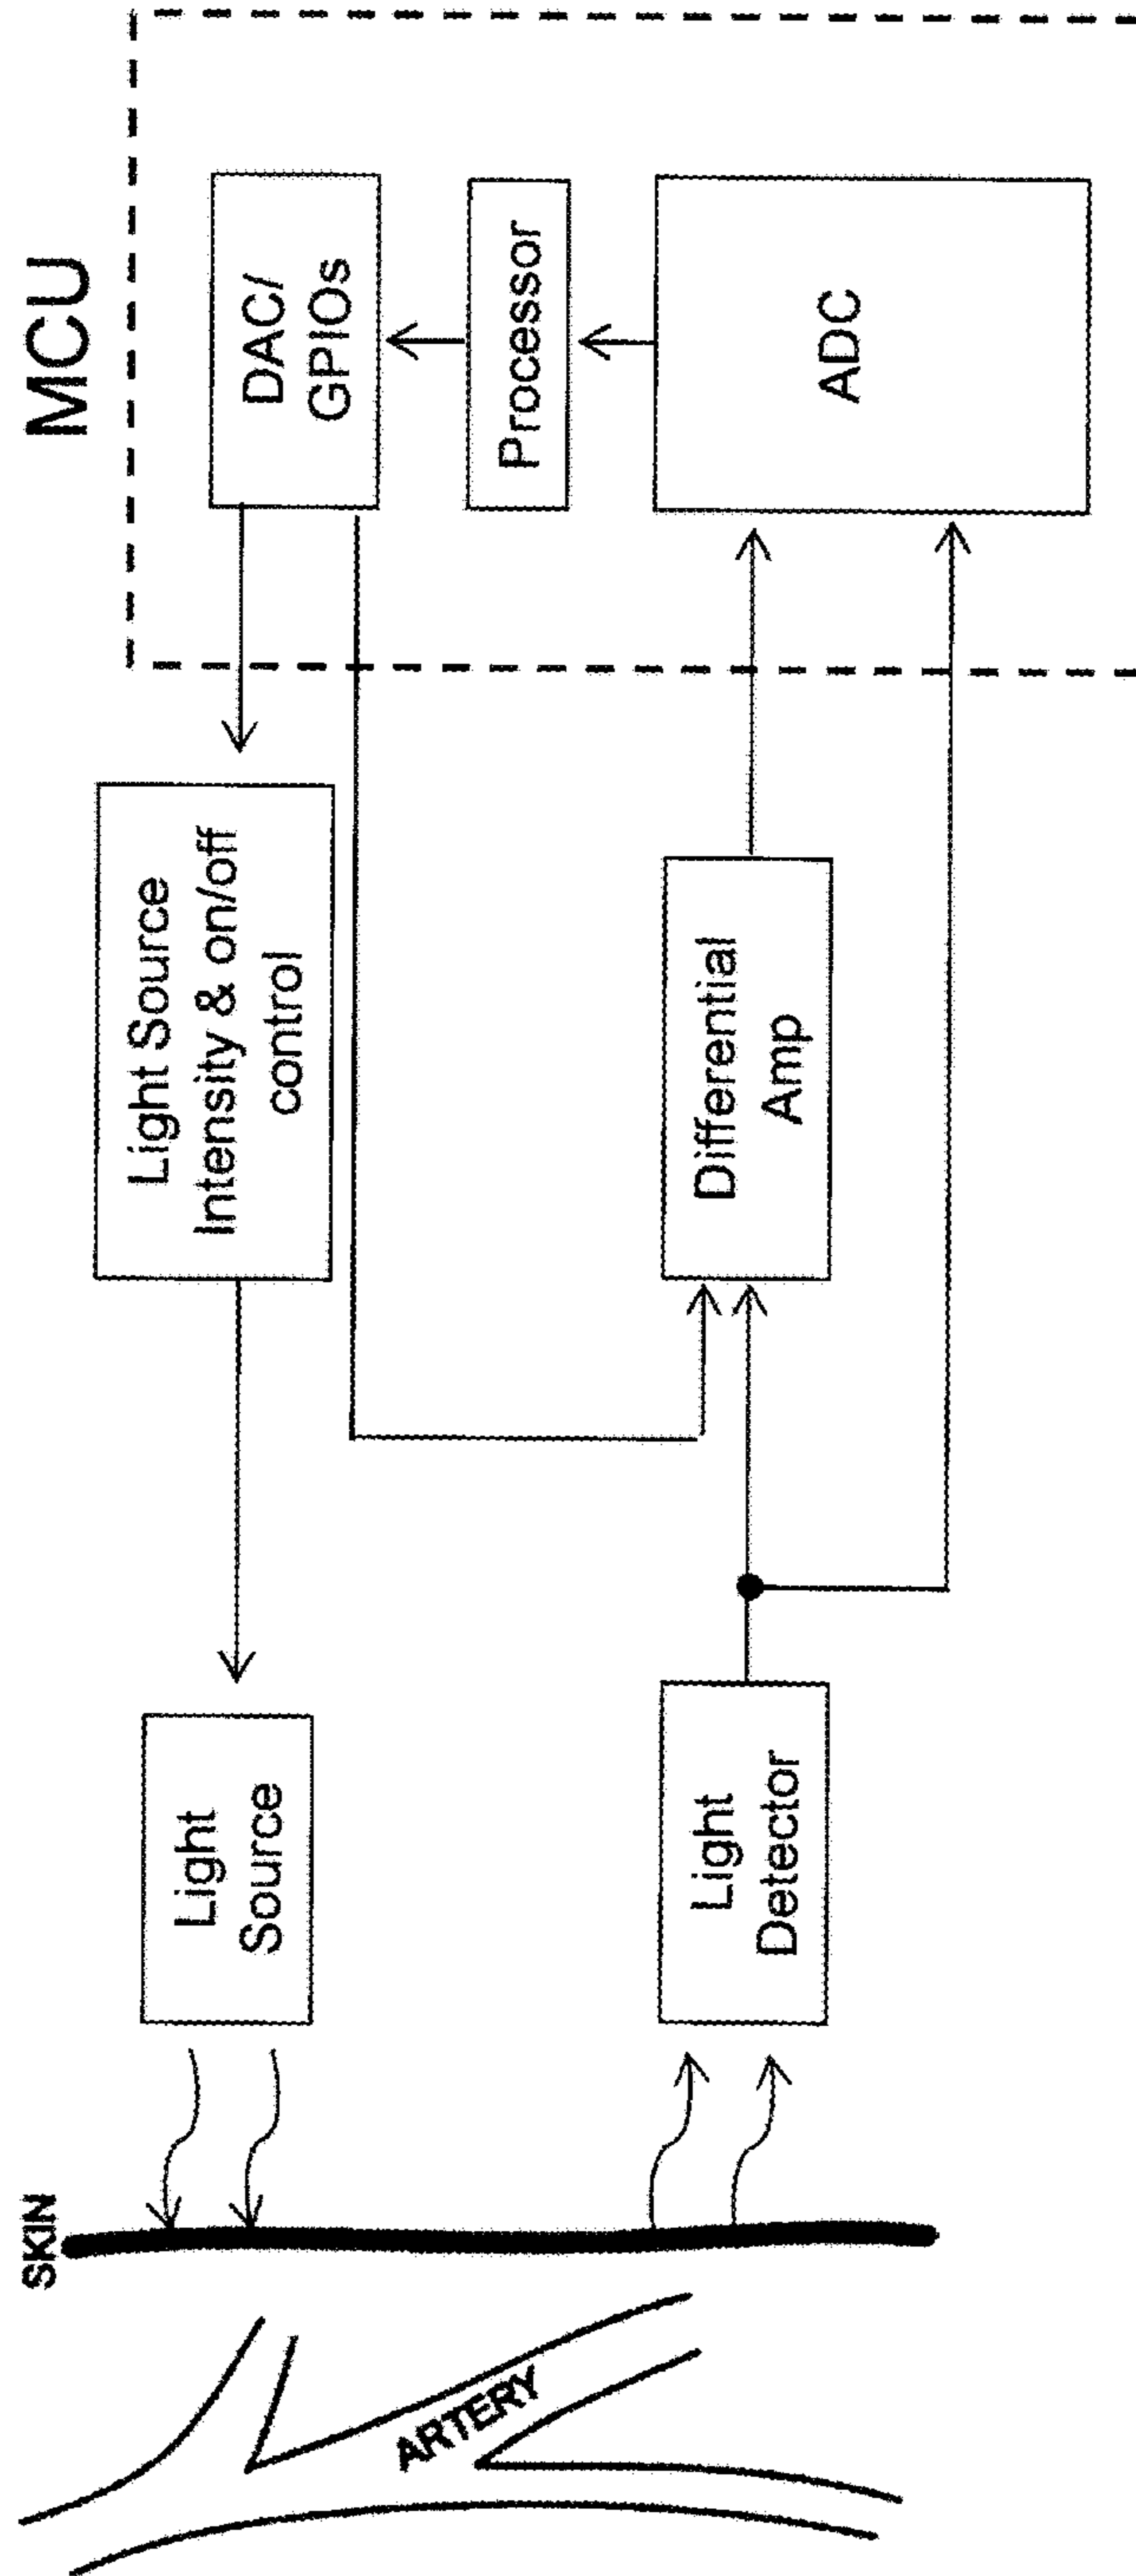 SKIN
ARTERY
Light
Source
Light Source
Intensity & on/off
control
MCU
DAC/
GPIOs
Processor
ADC
Differential
Amp
Light
Detector